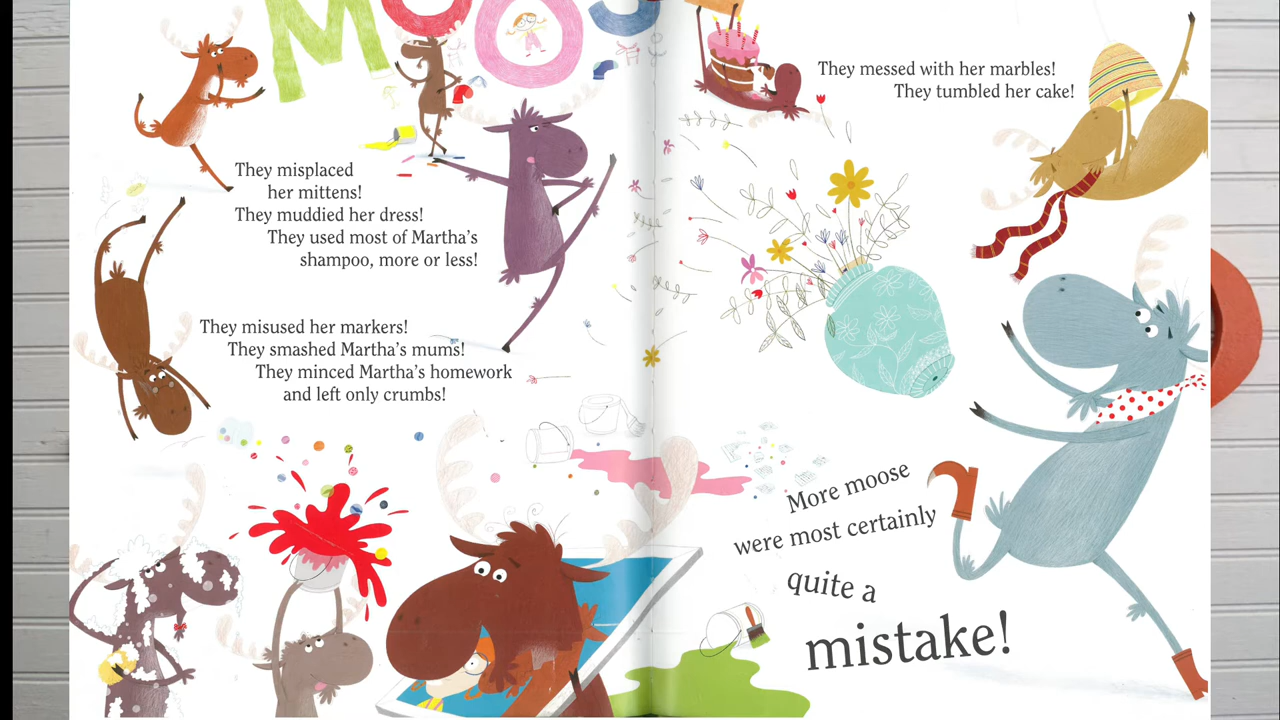 MOOS
They misplaced
her mittens!
They muddied her dress!
They used most of Martha's
shampoo, more or less!
They misused her markers!
They smashed Martha's mums!
They minced Martha's homework
and left only crumbs!
They messed with her marbles!
They tumbled her cake!
More moose
were most certainly
quite a
mistake!